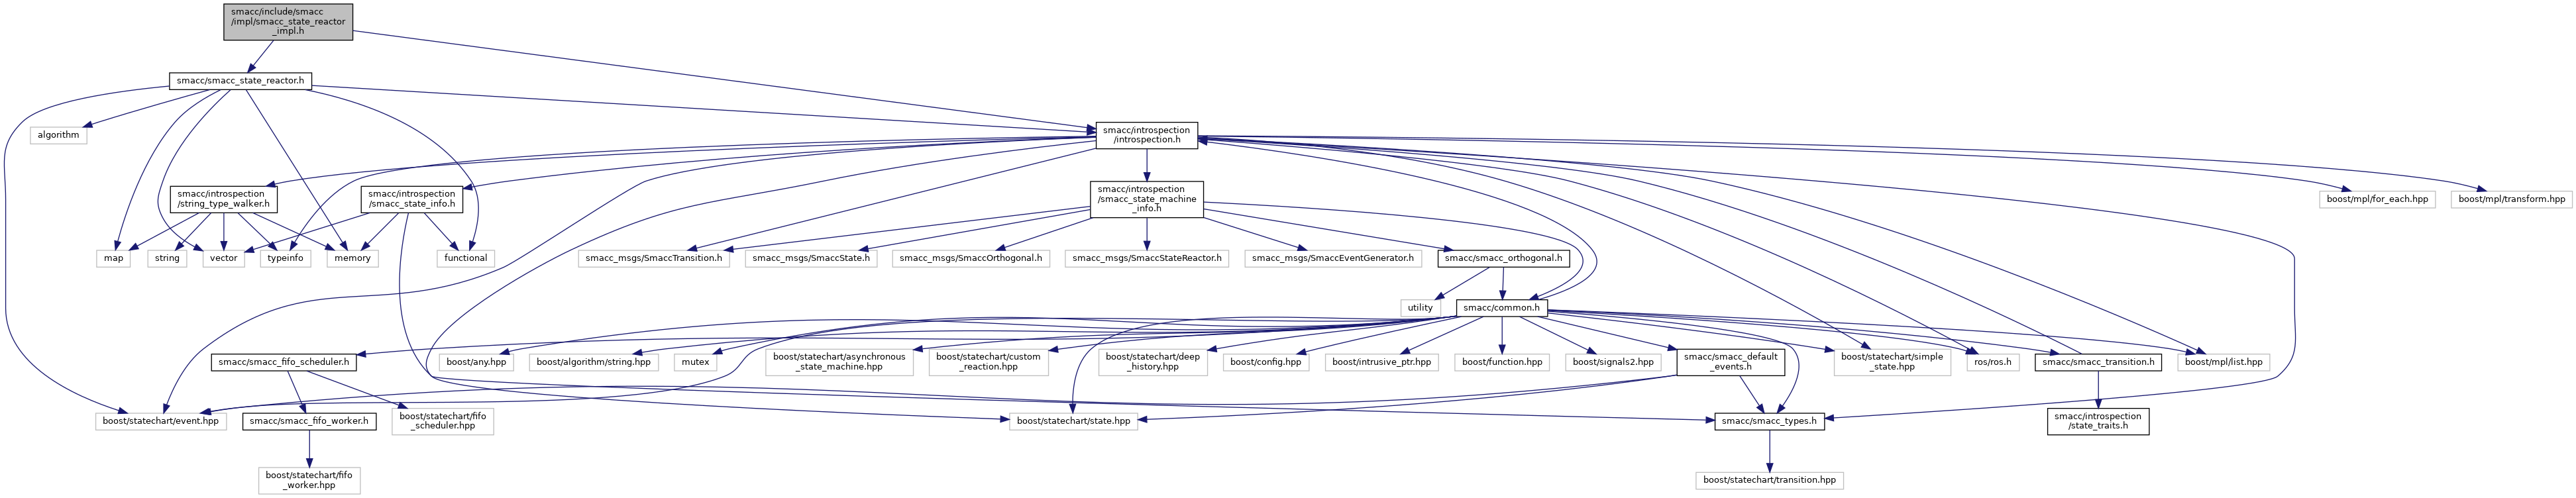 smacc/include/smacc
/impl/smacc_state_reactor
_impl.h
smacc/smacc_state_reactor.h
algorithm
smacc/introspection
/introspection.h
smacc/introspection
/string_type_walker.h
smacc/introspection
/smacc_state_info.h
smacc/introspection
/smacc_state_machine
_info.h
boost/mpl/for_each.hpp
boost/mpl/transform.hpp
map
string
vector
typeinfo
memory
functional
smacc_msgs/SmaccTransition.h
smacc_msgs/SmaccState.h
smacc_msgs/SmaccOrthogonal.h
smacc_msgs/SmaccStateReactor.h
smacc_msgs/SmaccEventGenerator.h
smacc/smacc_orthogonal.h
utility
smacc/common.h
smacc/smacc_fifo_scheduler.h
boost/any.hpp
boost/algorithm/string.hpp
mutex
boost/statechart/asynchronous
_state_machine.hpp
boost/statechart/custom
_reaction.hpp
boost/statechart/deep
_history.hpp
boost/config.hpp
boost/intrusive_ptr.hpp
boost/function.hpp
boost/signals2.hpp
smacc/smacc_default
_events.h
boost/statechart/simple
_state.hpp
ros/ros.h
smacc/smacc_transition.h
boost/mpl/list.hpp
boost/statechart/event.hpp
smacc/smacc_fifo_worker.h
boost/statechart/fifo
_scheduler.hpp
boost/statechart/state.hpp
smacc/smacc_types.h
smacc/introspection
/state_traits.h
boost/statechart/fifo
_worker.hpp
boost/statechart/transition.hpp